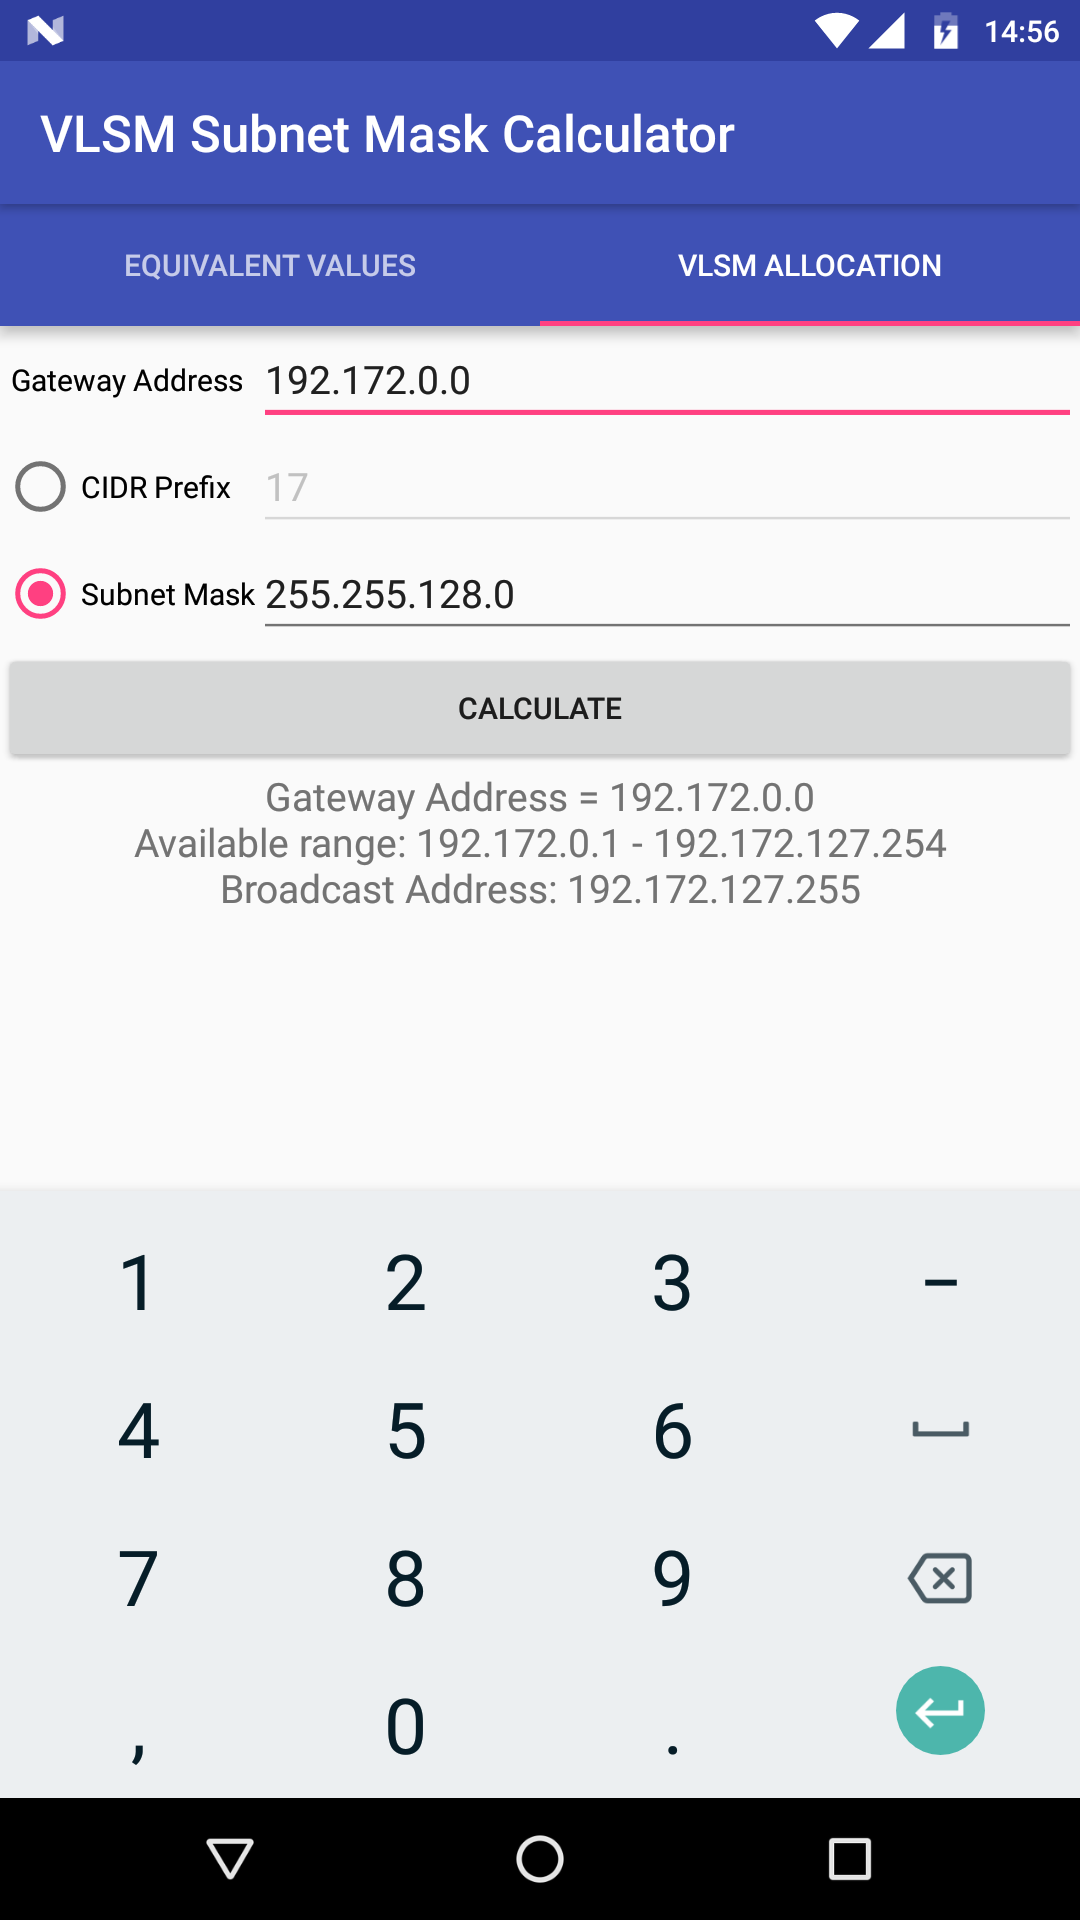 14:56
VLSM Subnet Mask Calculator
EQUIVALENT VALUES VLSM ALLOCATION
Gateway Address 192.172.0.0
CIDR Prefix 17
Subnet Mask 255.255.128.0
CALCULATE
Gateway Address = 192.172.0.0
Available range: 192.172.0.1 - 192.172.127.254
Broadcast Address: 192.172.127.255
1 2 3 –
4 5 6
7 8 9
, 0 .